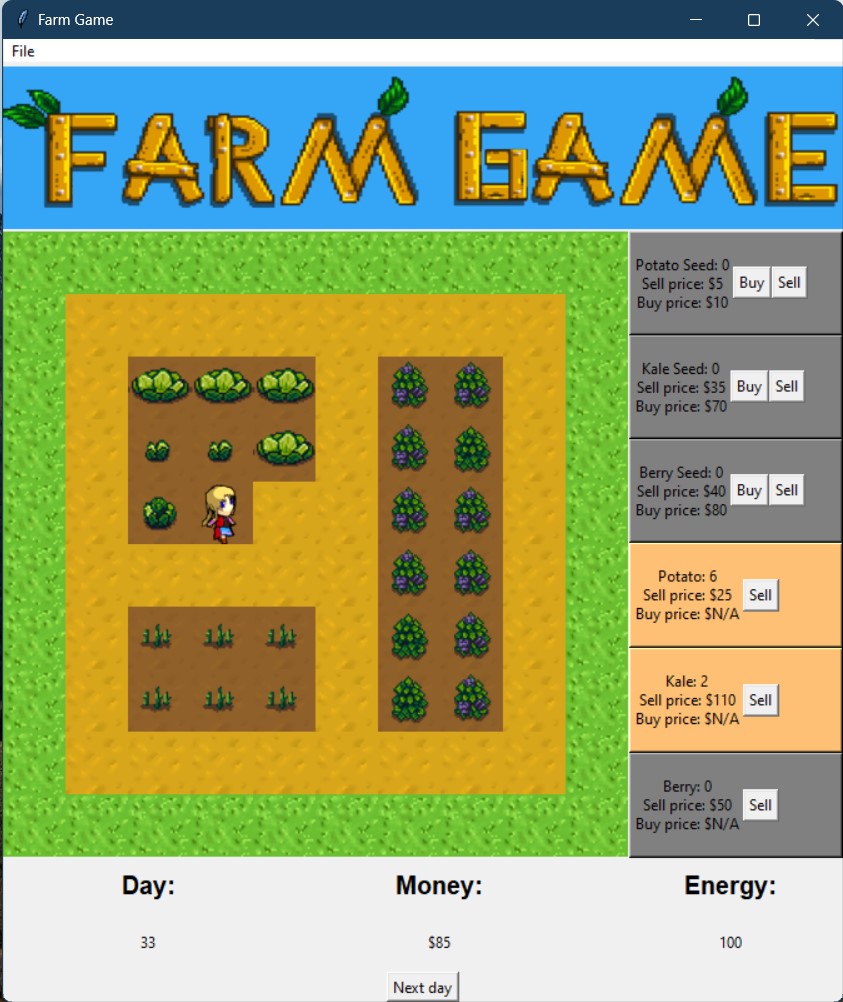 Farm Game
File
FARM GAME
Potato Seed: 0
Sell price: $5
Buy price: $10
Buy
Sell
Kale Seed: 0
Sell price: $35
Buy price: $70
Buy
Sell
Berry Seed: 0
Sell price: $40
Buy price: $80
Buy
Sell
Potato: 6
Sell price: $25
Buy price: $N/A
Sell
Kale: 2
Sell price: $110
Buy price: $N/A
Sell
Berry: 0
Sell price: $50
Buy price: $N/A
Sell
Day: Money: Energy:
33 $85 100
Next day